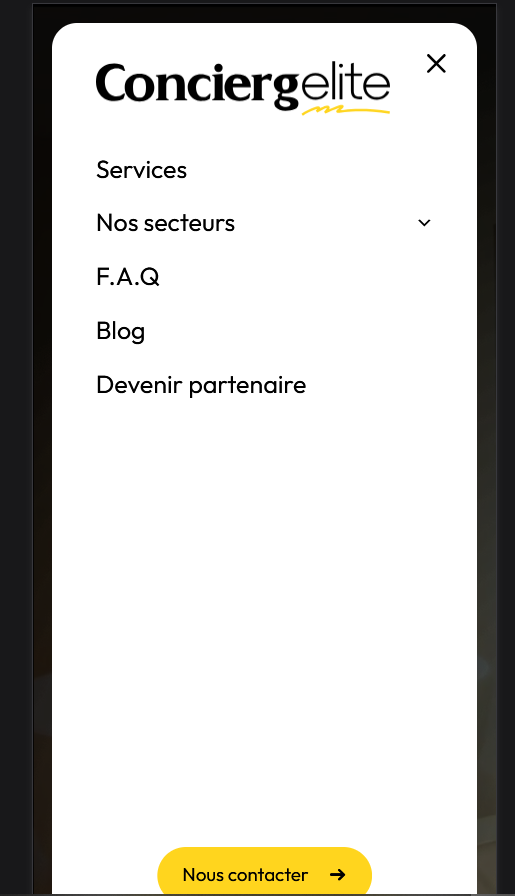 Conciergelite
Services
Nos secteurs
F.A.Q
Blog
Devenir partenaire
Nous contacter